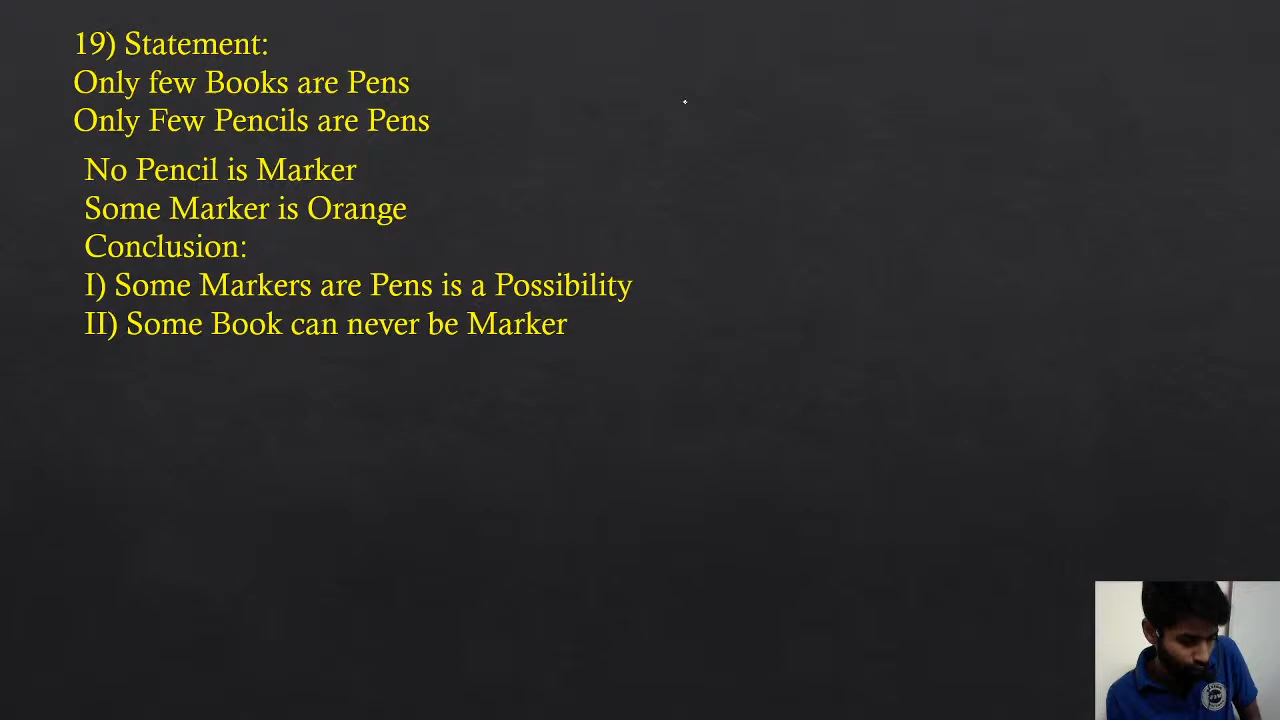 19) Statement:
Only few Books are Pens
Only Few Pencils are Pens
No Pencil is Marker
Some Marker is Orange
Conclusion:
I) Some Markers are Pens is a Possibility
II) Some Book can never be Marker